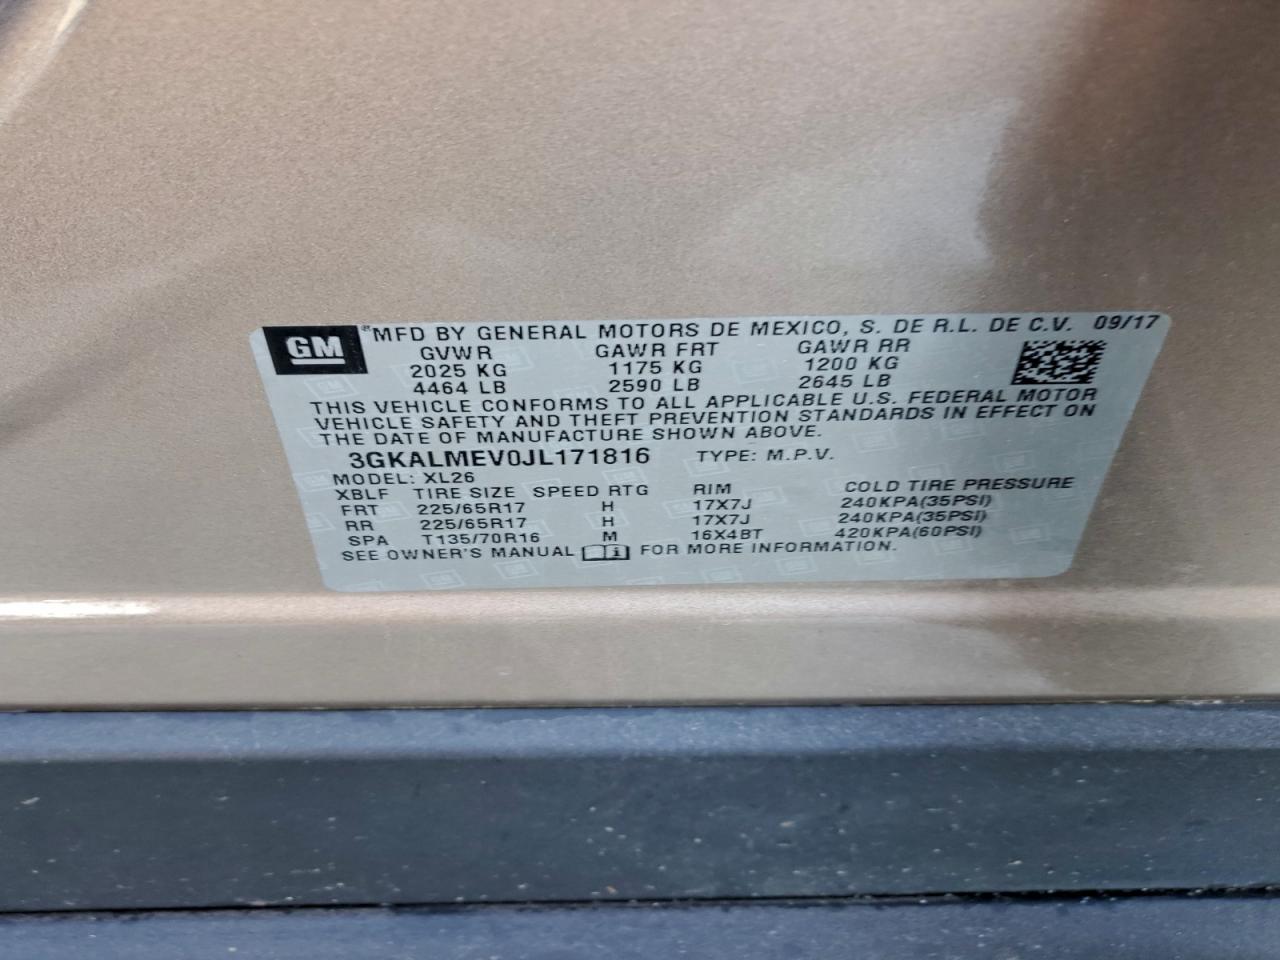 GM ® MFD BY GENERAL MOTORS DE MEXICO, S. DE R.L. DE C.V. 09/17
GVWR GAWR FRT GAWR RR
2025 KG 1175 KG 1200 KG
4464 LB 2590 LB 2645 LB
THIS VEHICLE CONFORMS TO ALL APPLICABLE U.S. FEDERAL MOTOR
VEHICLE SAFETY AND THEFT PREVENTION STANDARDS IN EFFECT ON
THE DATE OF MANUFACTURE SHOWN ABOVE.
3GKALMEV0JL171816 TYPE: M.P.V.
MODEL: XL26
XBLF TIRE SIZE SPEED RTG RIM COLD TIRE PRESSURE
FRT 225/65R17 H 17X7J 240KPA(35PSI)
RR 225/65R17 H 17X7J 240KPA(35PSI)
SPA T135/70R16 M 16X4BT 420KPA(60PSI)
SEE OWNER'S MANUAL FOR MORE INFORMATION.